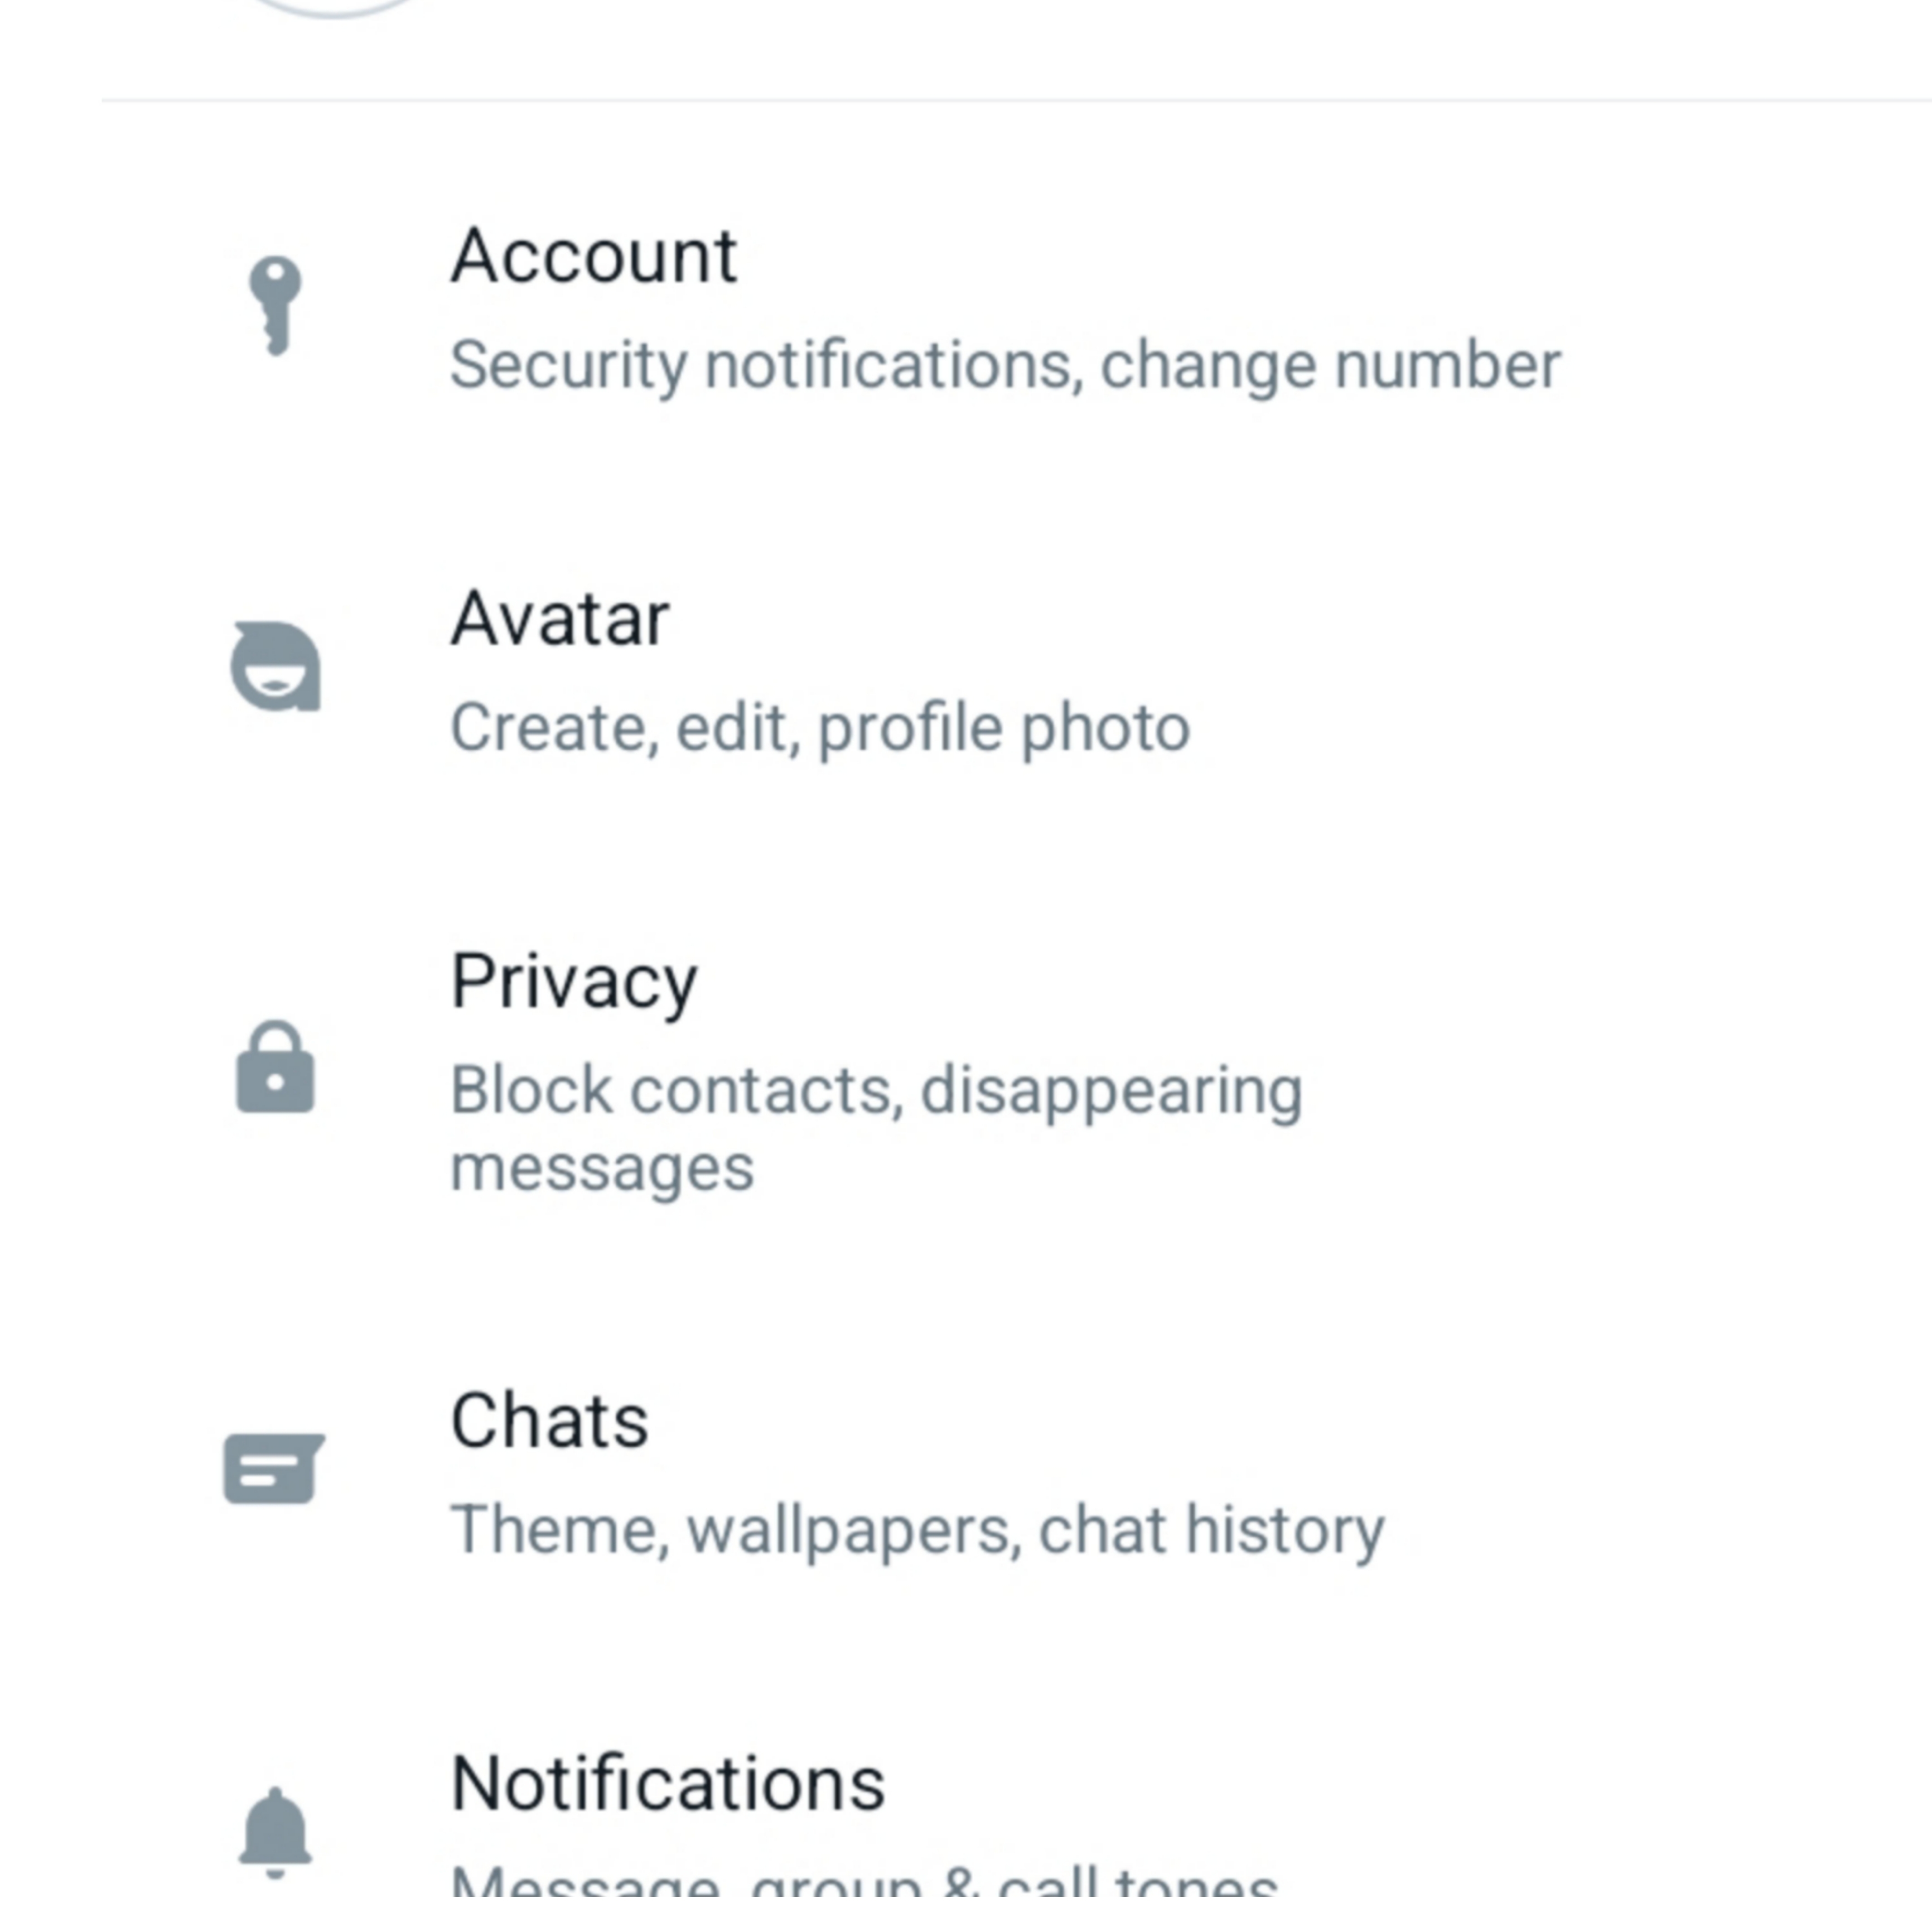 Account
Security notifications, change number
Avatar
Create, edit, profile photo
Privacy
Block contacts, disappearing
messages
Chats
Theme, wallpapers, chat history
Notifications
Message, group & call tones